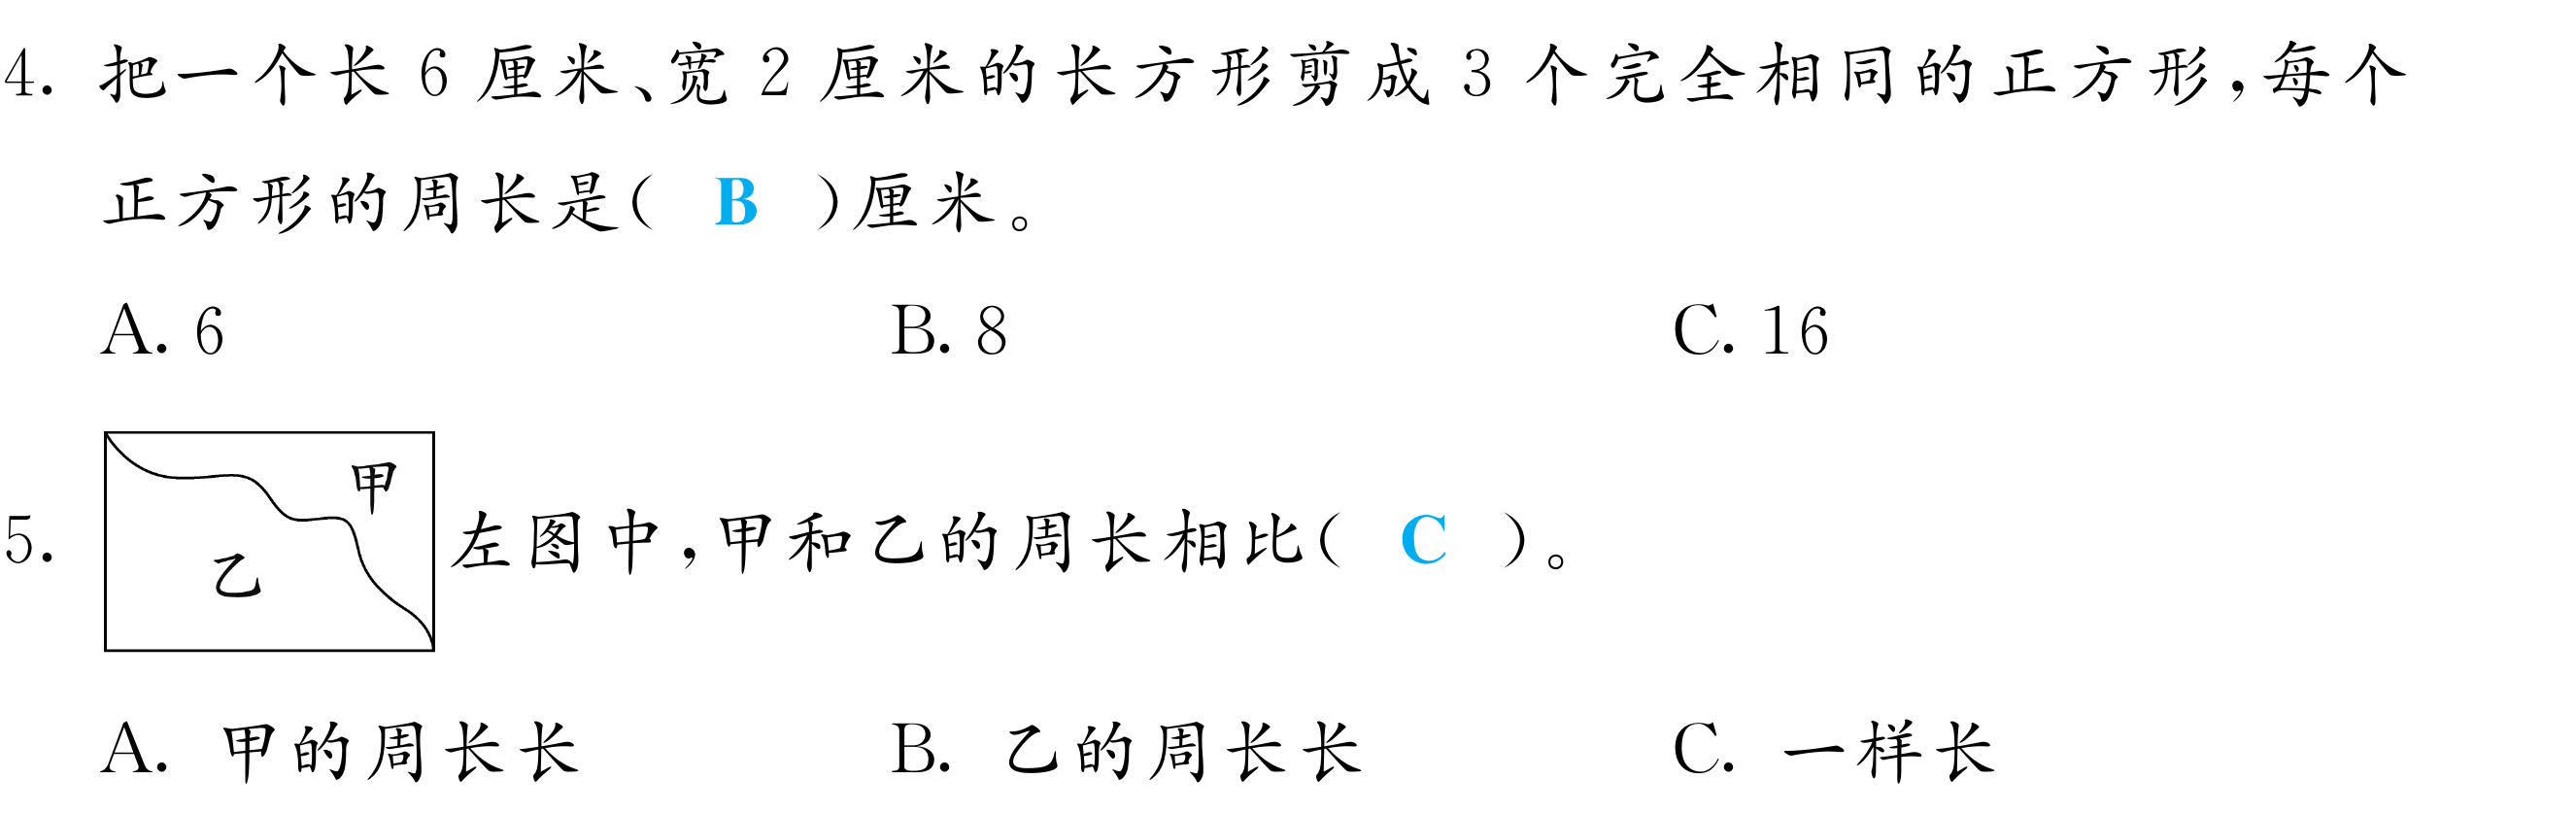 4. 把一个长 6 厘米、宽 2 厘米的长方形剪成 3 个完全相同的正方形,每个
正方形的周长是( B )厘米。
A. 6 B. 8 C. 16
甲
乙
5. 左图中,甲和乙的周长相比( C )。
A. 甲的周长长 B. 乙的周长长 C. 一样长